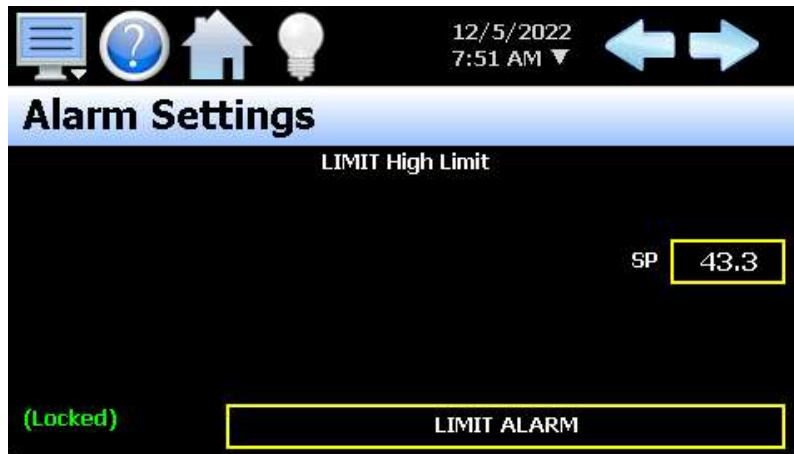 ?
12/5/2022
7:51 AM ▼
Alarm Settings
LIMIT High Limit
SP 43.3
(Locked)
LIMIT ALARM